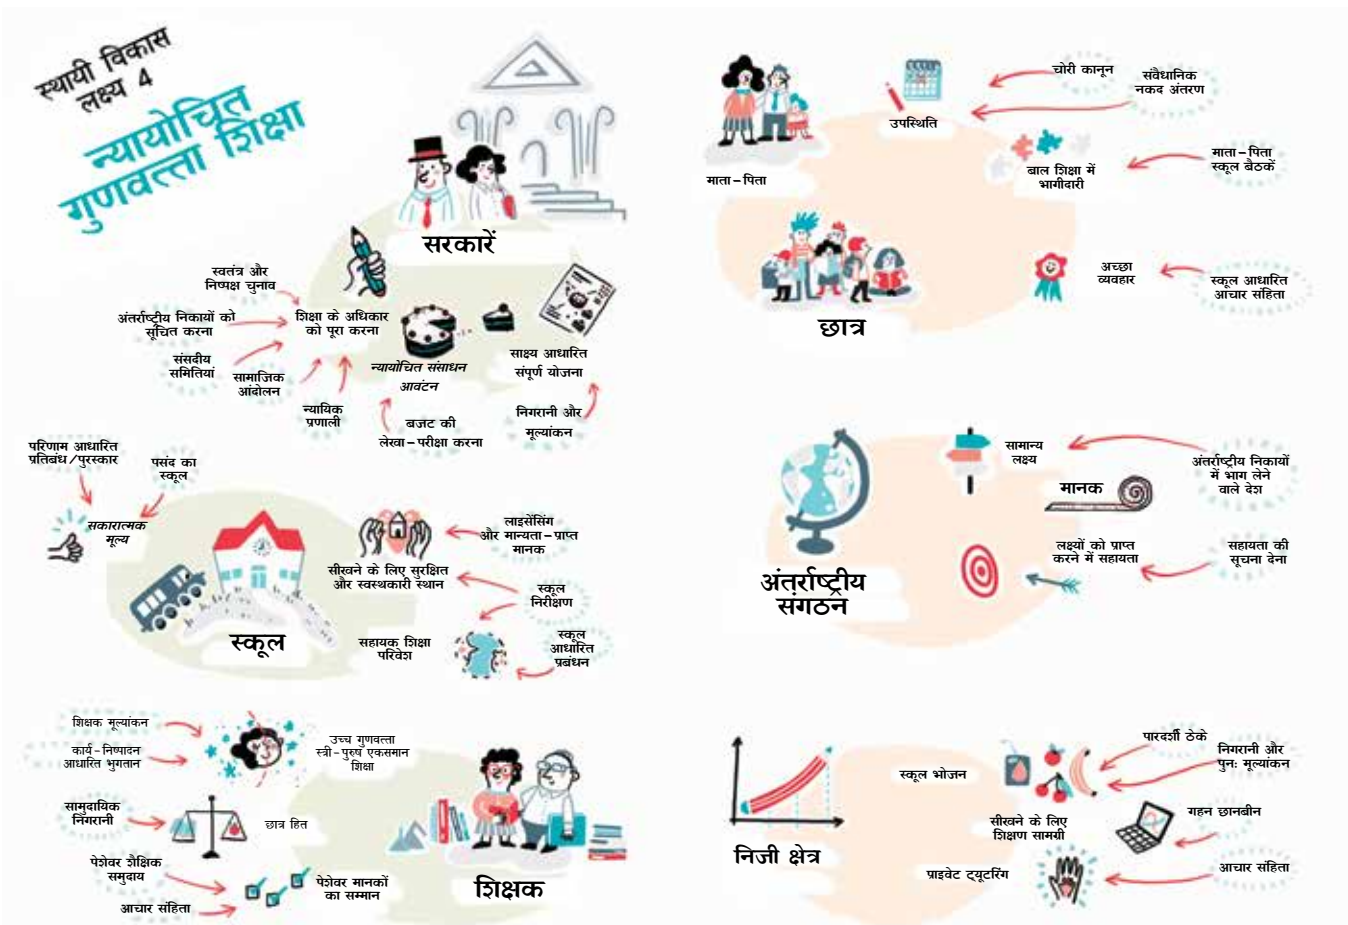 स्थायी विकास
लक्ष्य 4
न्यायोचित
गुणवत्ता शिक्षा
सरकारें
स्वतंत्र और
निष्पक्ष चुनाव
अंतर्राष्ट्रीय निकायों को
सूचित करना
संसदीय
समितियां
सामाजिक
आंदोलन
न्यायिक
प्रणाली
शिक्षा के अधिकार
को पूरा करना
न्यायोचित संसाधन
आवंटन
बजट की
लेखा-परीक्षा करना
साक्ष्य आधारित
संपूर्ण योजना
निगरानी और
मूल्यांकन
परिणाम आधारित
प्रतिबंध/पुरस्कार
पसंद का
स्कूल
सकारात्मक
मूल्य
स्कूल
लाइसेंसिंग
और मान्यता-प्राप्त
मानक
सीखने के लिए सुरक्षित
और स्वस्थकारी स्थान
स्कूल
निरीक्षण
सहायक शिक्षा
परिवेश
स्कूल
आधारित
प्रबंधन
शिक्षक मूल्यांकन
कार्य-निष्पादन
आधारित भुगतान
उच्च गुणवत्ता
स्त्री-पुरुष एकसमान
शिक्षा
सामुदायिक
निगरानी
छात्र हित
पेशेवर शैक्षिक
समुदाय
आचार संहिता
पेशेवर मानकों
का सम्मान
शिक्षक
माता-पिता
उपस्थिति
चोरी कानून
संवैधानिक
नकद अंतरण
बाल शिक्षा में
भागीदारी
माता-पिता
स्कूल बैठकें
छात्र
अच्छा
व्यवहार
स्कूल आधारित
आचार संहिता
अंतर्राष्ट्रीय
संगठन
सामान्य
लक्ष्य
अंतर्राष्ट्रीय निकायों
में भाग लेने
वाले देश
मानक
लक्ष्यों को प्राप्त
करने में सहायता
सहायता की
सूचना देना
निजी क्षेत्र
स्कूल भोजन
पारदर्शी ठेके
निगरानी और
पुन: मूल्यांकन
सीखने के लिए
शिक्षण सामग्री
गहन छानबीन
प्राइवेट ट्यूटरिंग
आचार संहिता